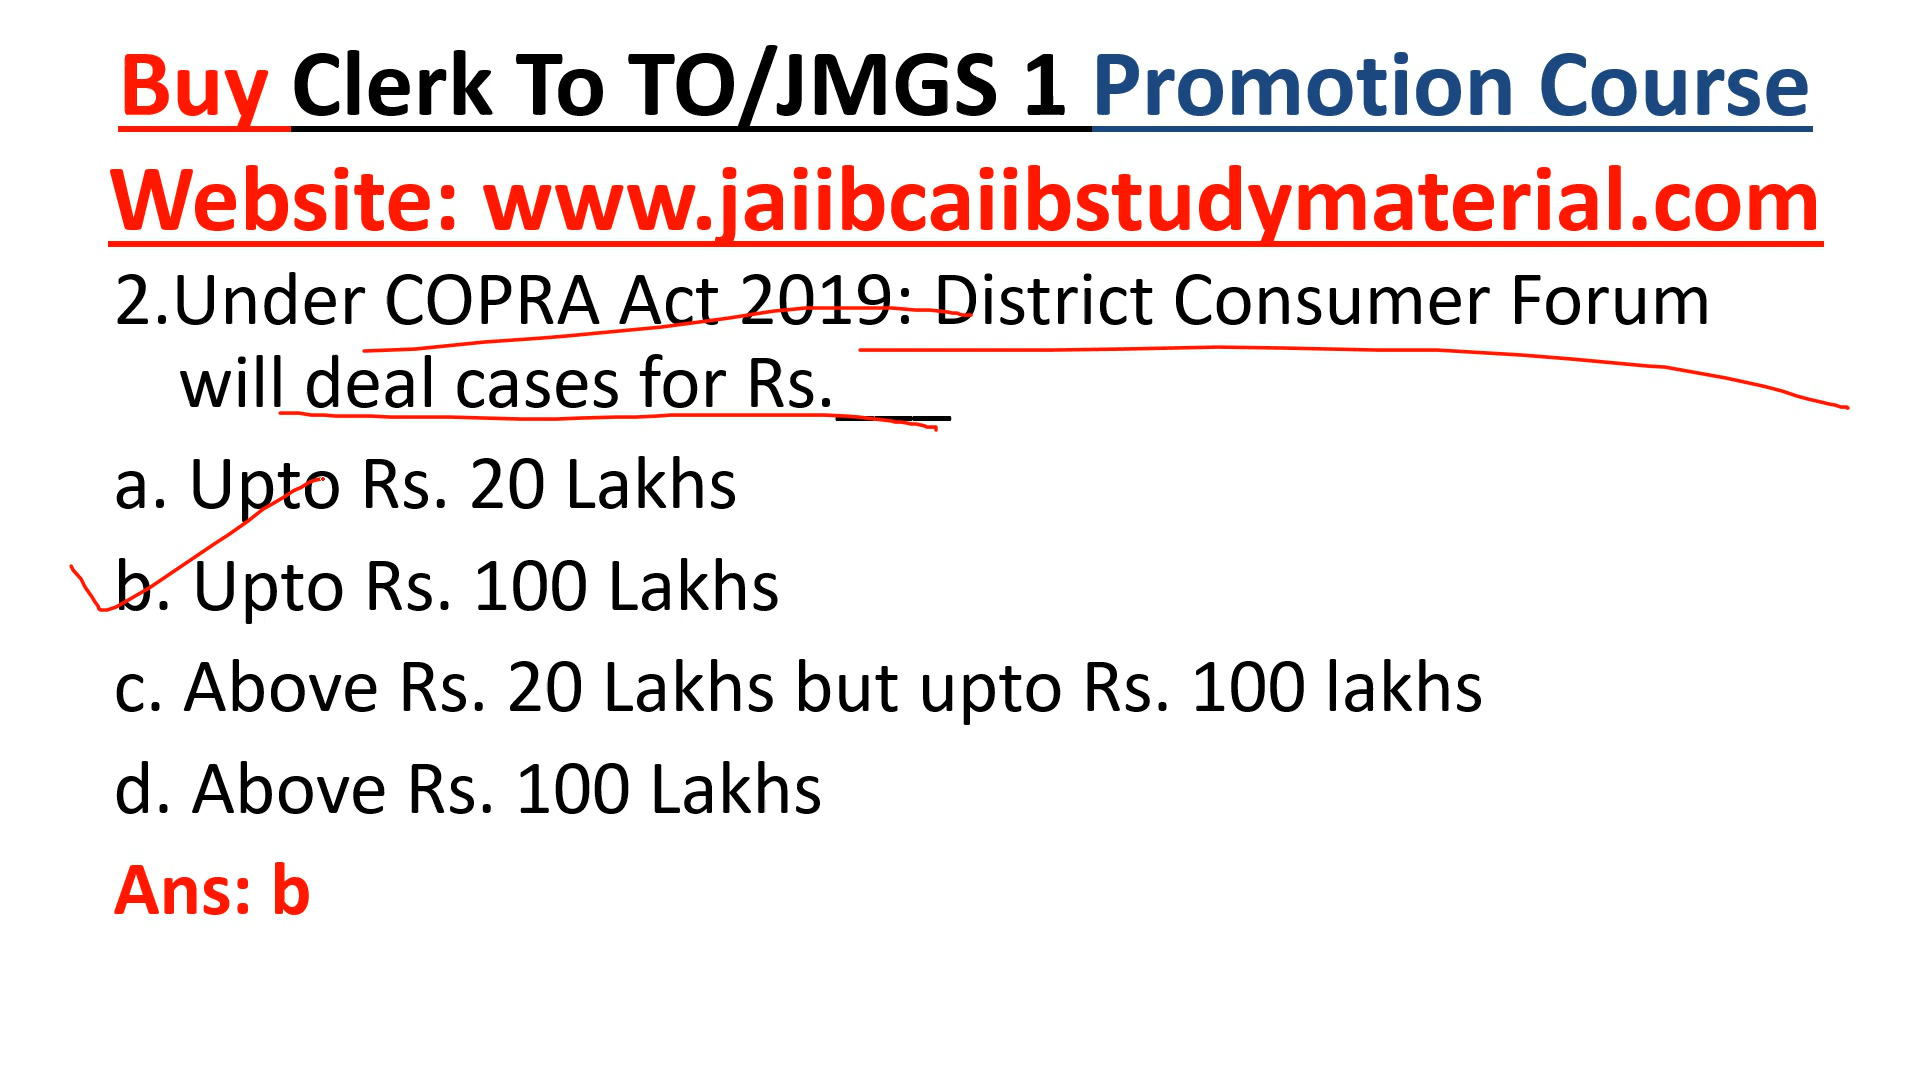 Buy Clerk To TO/JMGS 1 Promotion Course
Website: www.jaiibcaiibstudymaterial.com
2.Under COPRA Act 2019: District Consumer Forum
will deal cases for Rs.___
a. Upto Rs. 20 Lakhs
b. Upto Rs. 100 Lakhs
c. Above Rs. 20 Lakhs but upto Rs. 100 lakhs
d. Above Rs. 100 Lakhs
Ans: b